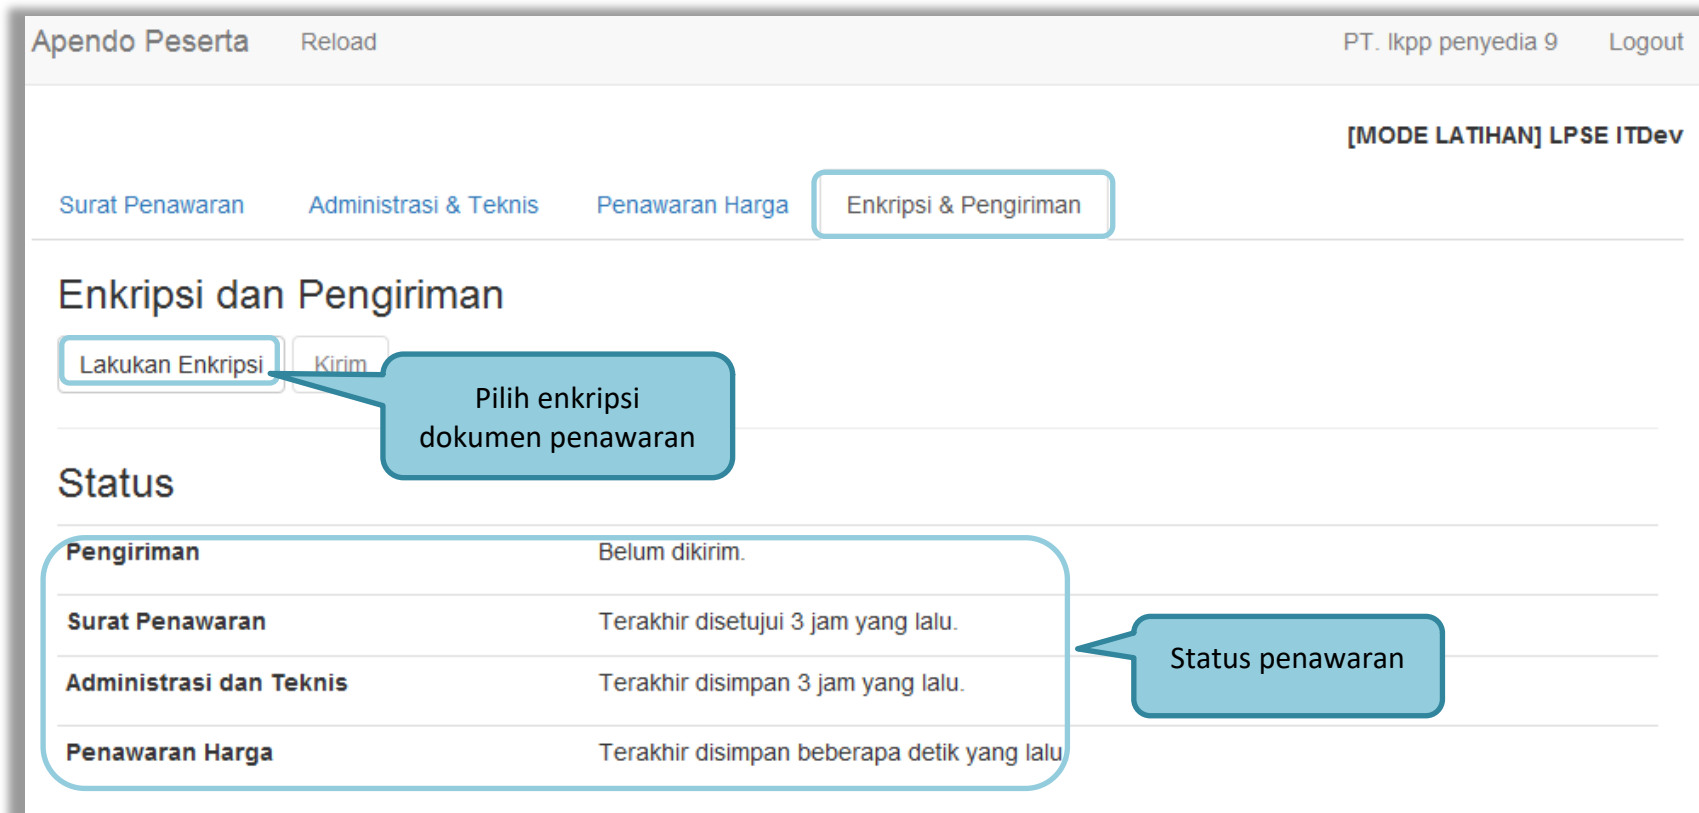 Apendo Peserta Reload PT. lkpp penyedia 9 Logout
[MODE LATIHAN] LPSE ITDev
Surat Penawaran Administrasi & Teknis Penawaran Harga Enkripsi & Pengiriman
Enkripsi dan Pengiriman
Lakukan Enkripsi Kirim
Pilih enkripsi
dokumen penawaran
Status
Pengiriman Belum dikirim.
Surat Penawaran Terakhir disetujui 3 jam yang lalu.
Status penawaran
Administrasi dan Teknis Terakhir disimpan 3 jam yang lalu.
Penawaran Harga Terakhir disimpan beberapa detik yang lalu